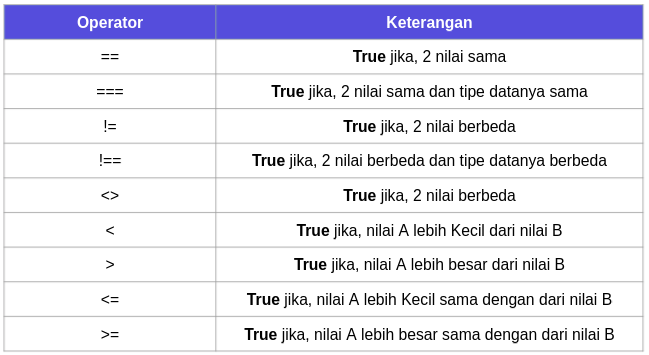 Operator Keterangan
== True jika, 2 nilai sama
=== True jika, 2 nilai sama dan tipe datanya sama
!= True jika, 2 nilai berbeda
!== True jika, 2 nilai berbeda dan tipe datanya berbeda
<> True jika, 2 nilai berbeda
< True jika, nilai A lebih Kecil dari nilai B
> True jika, nilai A lebih besar dari nilai B
<= True jika, nilai A lebih Kecil sama dengan dari nilai B
>= True jika, nilai A lebih besar sama dengan dari nilai B